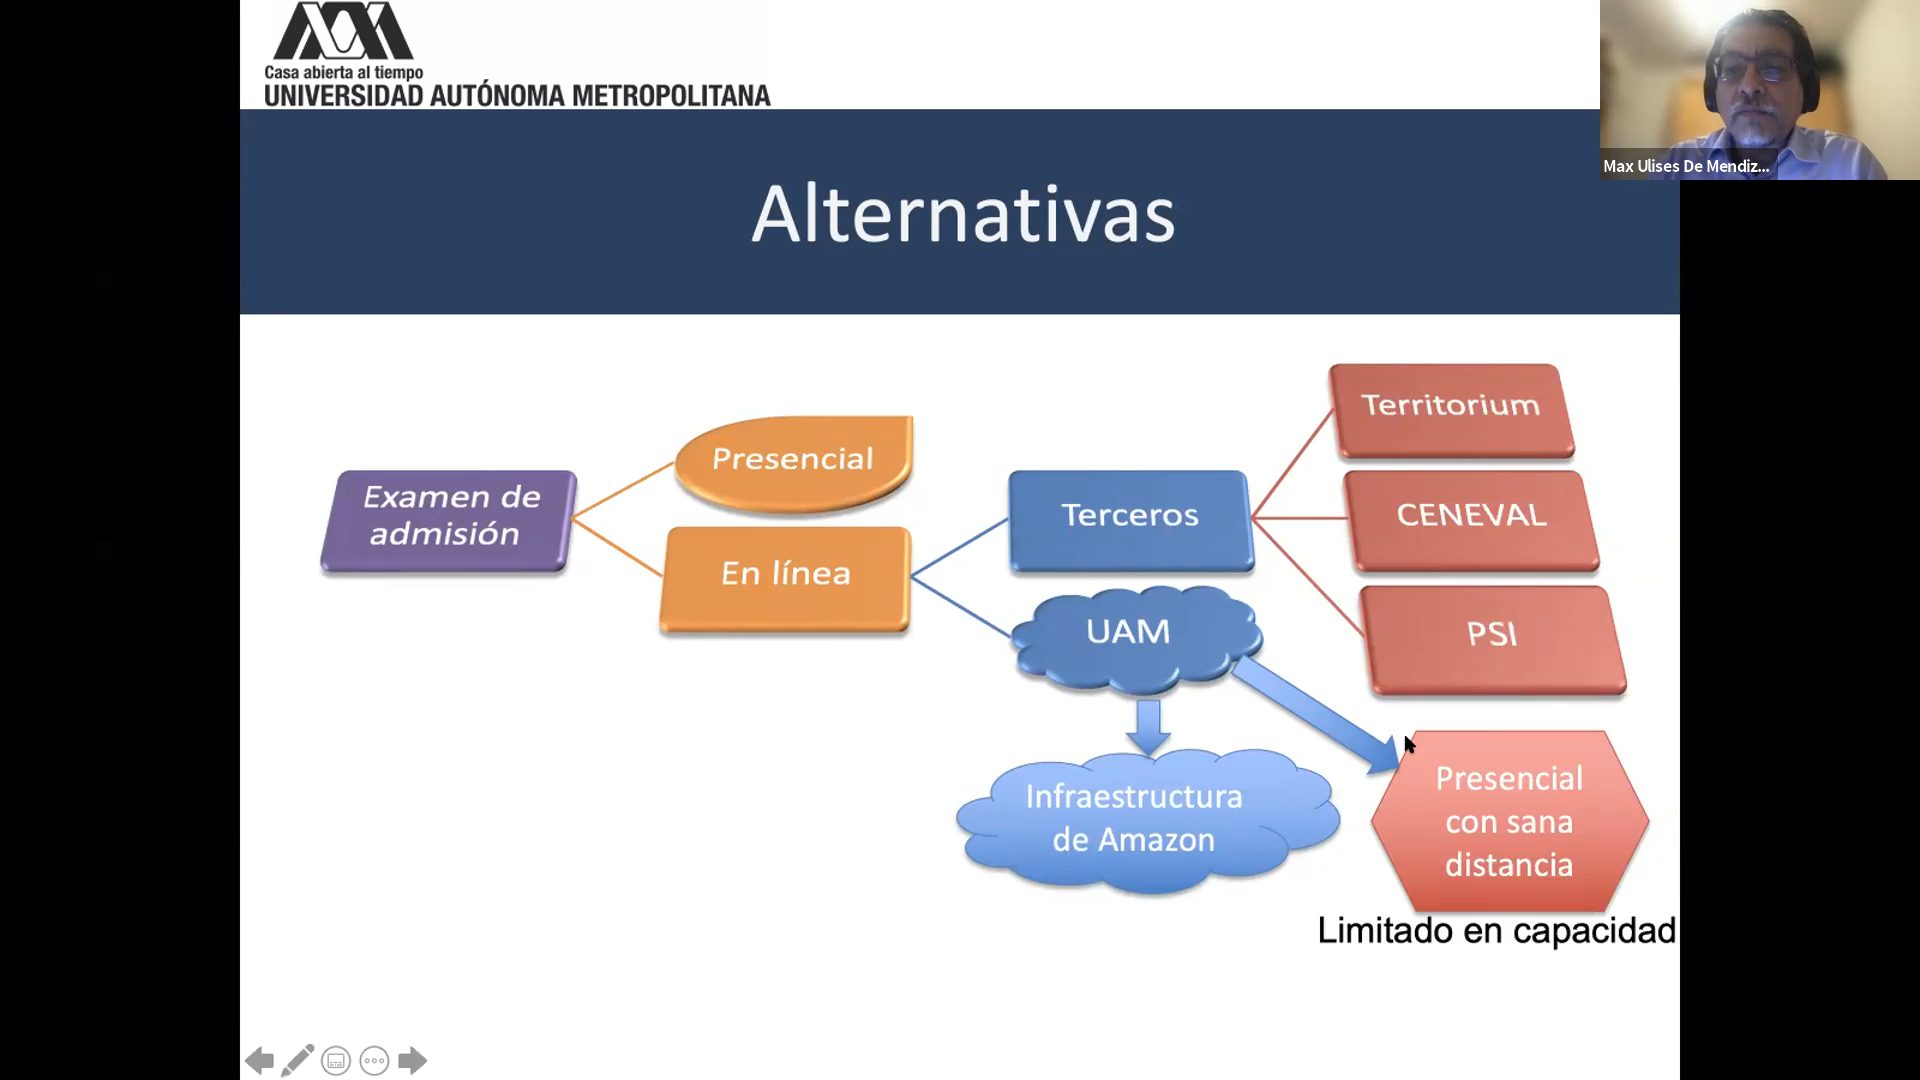 Casa abierta al tiempo
UNIVERSIDAD AUTÓNOMA METROPOLITANA
Max Ulises De Mendiz...
Alternativas
Examen de
admisión
Presencial
En línea
Terceros
UAM
Territorium
CENEVAL
PSI
Infraestructura
de Amazon
Presencial
con sana
distancia
Limitado en capacidad